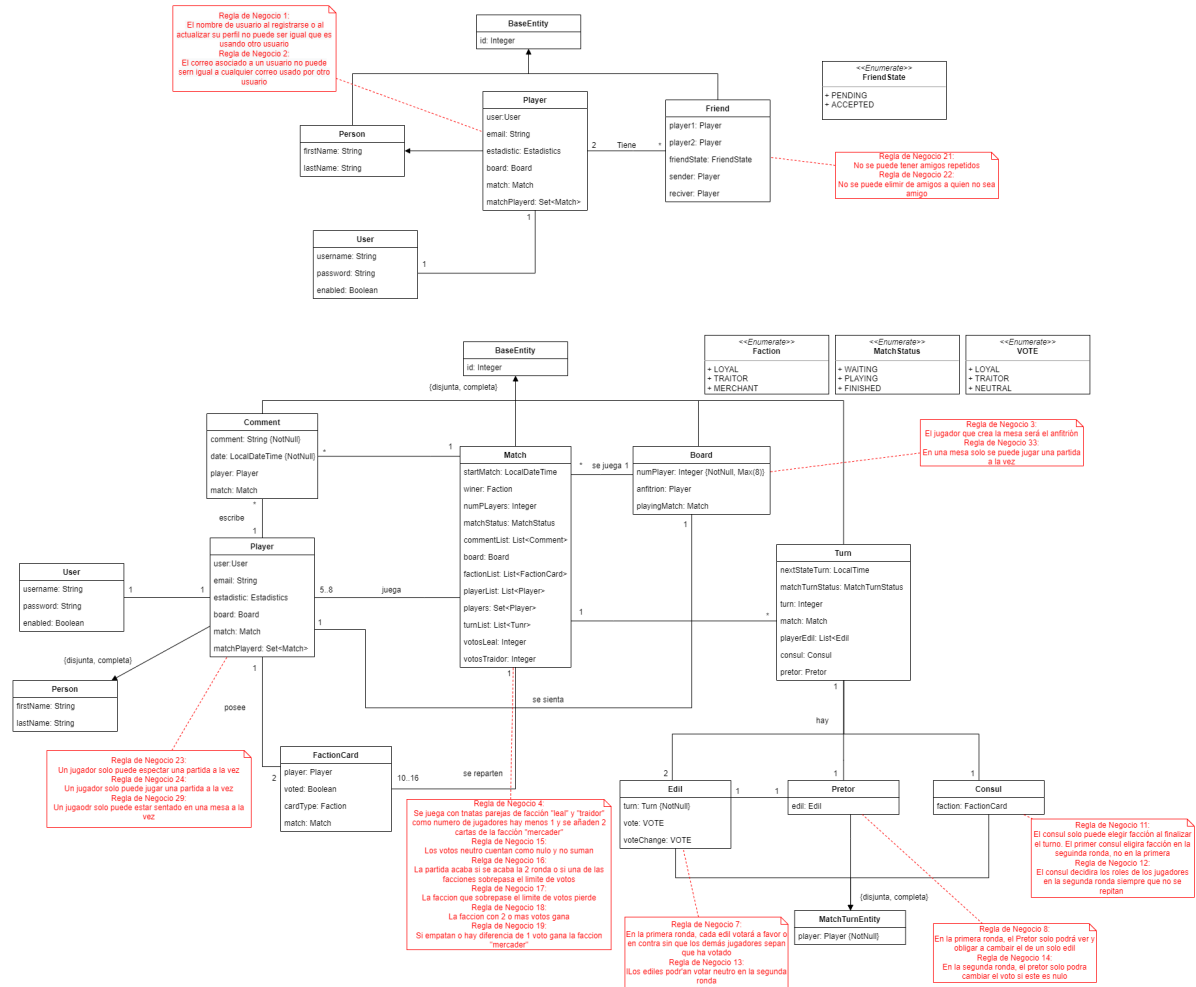 Regla de Negocio 1:
El nombre de usuario al registrarse o al
actualizar su perfil no puede ser igual que es
usando otro usuario
Regla de Negocio 2:
El correo asociado a un usuario no puede
sern igual a cualquier correo usado por otro
usuario
BaseEntity
id: Integer
<<Enumerate>>
FriendState
+ PENDING
+ ACCEPTED
Player
user:User
email: String
estadistic: Estadistics
board: Board
match: Match
matchPlayerd: Set<Match>
Friend
player1: Player
player2: Player
friendState: FriendState
sender: Player
reciver: Player
2
Tiene
*
Person
firstName: String
lastName: String
Regla de Negocio 21:
No se puede tener amigos repetidos
Regla de Negocio 22:
No se puede elimir de amigos a quien no sea
amigo
1
User
username: String
password: String
enabled: Boolean
1
BaseEntity
id: Integer
{disjunta, completa}
<<Enumerate>>
Faction
+ LOYAL
+ TRAITOR
+ MERCHANT
<<Enumerate>>
MatchStatus
+ WAITING
+ PLAYING
+ FINISHED
<<Enumerate>>
VOTE
+ LOYAL
+ TRAITOR
+ NEUTRAL
Comment
comment: String {NotNull}
date: LocalDateTime {NotNull}
player: Player
match: Match
*
1
Match
startMatch: LocalDateTime
winer: Faction
numPLayers: Integer
matchStatus: MatchStatus
commentList: List<Comment>
board: Board
factionList: List<FactionCard>
playerList: List<Player>
players: Set<Player>
turnList: List<Tunr>
votosLeal: Integer
votosTraidor: Integer
*
se juega
1
Board
numPlayer: Integer {NotNull, Max(8)}
anfitrion: Player
playingMatch: Match
1
Regla de Negocio 3:
El jugador que crea la mesa será el anfitrión
Regla de Negocio 33:
En una mesa solo se puede jugar una partida
a la vez
*
escribe
1
Player
user:User
email: String
estadistic: Estadistics
board: Board
match: Match
matchPlayerd: Set<Match>
5..8
juega
1
User
username: String
password: String
enabled: Boolean
1
1
{disjunta, completa}
Person
firstName: String
lastName: String
Turn
nextStateTurn: LocalTime
matchTurnStatus: MatchTurnStatus
turn: Integer
match: Match
playerEdil: List<Edil
consul: Consul
pretor: Pretor
1
*
1
posee
1
se sienta
1
hay
Regla de Negocio 23:
Un jugador solo puede espectar una partida a la vez
Regla de Negocio 24:
Un jugador solo puede jugar una partida a la vez
Regla de Negocio 29:
Un jugaodr solo puede estar sentado en una mesa a la
vez
2
FactionCard
player: Player
voted: Boolean
cardType: Faction
match: Match
10..16
se reparten
Regla de Negocio 4:
Se juega con tnatas parejas de facción "leal" y "traidor"
como numero de jugadores hay menos 1 y se añaden 2
cartas de la facción "mercader"
Regla de Negocio 15:
Los votos neutro cuentan como nulo y no suman
Relga de Negocio 16:
La partida acaba si se acaba la 2 ronda o si una de las
facciones sobrepasa el limite de votos
Regla de Negocio 17:
La faccion que sobrepase el limite de votos pierde
Regla de Negocio 18:
La faccion con 2 o mas votos gana
Regla de Negocio 19:
Si empatan o hay diferencia de 1 voto gana la faccion
"mercader"
2
1
1
Edil
turn: Turn {NotNull}
vote: VOTE
voteChange: VOTE
1
1
Pretor
edil: Edil
Consul
faction: FactionCard
Regla de Negocio 11:
El consul solo puede elegir facción al finalizar
el turno. El primer consul eligira facción en la
seguinda ronda, no en la primera
Regla de Negocio 12:
El consul decidira los roles de los jugadores
en la segunda ronda siempre que no se
repitan
{disjunta, completa}
MatchTurnEntity
player: Player {NotNull}
Regla de Negocio 7:
En la primera ronda, cada edil votará a favor o
en contra sin que los demás jugadores sepan
que ha votado
Regla de Negocio 13:
lLos ediles podr'an votar neutro en la segunda
ronda
Regla de Negocio 8:
En la primera ronda, el Pretor solo podrá ver y
obligar a cambair el de un solo edil
Regla de Negocio 14:
En la segunda ronda, el pretor solo podra
cambiar el voto si este es nulo